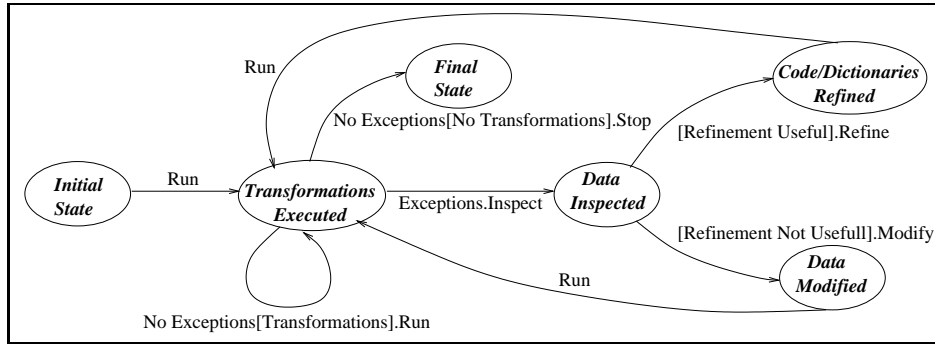 Run
Final
State
Code/Dictionaries
Refined
No Exceptions[No Transformations].Stop
[Refinement Useful].Refine
Initial
State
Run
Transformations
Executed
Exceptions.Inspect
Data
Inspected
[Refinement Not Usefull].Modify
Run
Data
Modified
No Exceptions[Transformations].Run